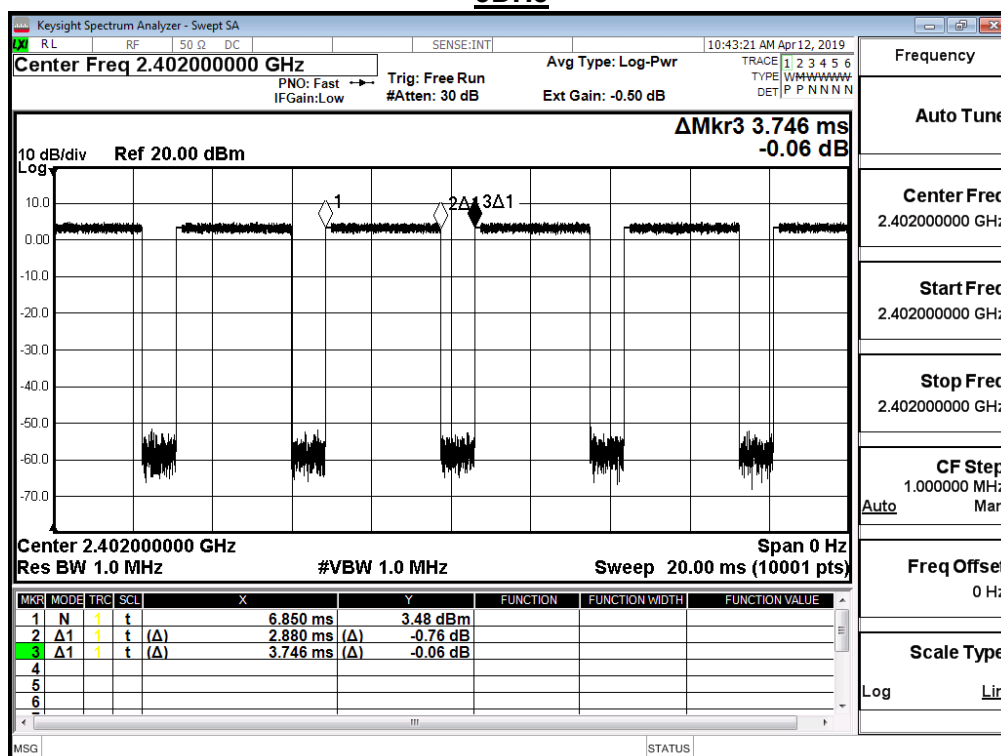 Keysight Spectrum Analyzer - Swept SA
LXI RL RF 50 Ω DC SENSE:INT 10:43:21 AM Apr 12, 2019
Center Freq 2.402000000 GHz
PNO: Fast
IFGain:Low
Trig: Free Run
#Atten: 30 dB
Avg Type: Log-Pwr
Ext Gain: -0.50 dB
TRACE 1 2 3 4 5 6
TYPE WMWWWW
DET P P N N N N
ΔMkr3 3.746 ms
-0.06 dB
10 dB/div Ref 20.00 dBm
Log
10.0
0.00
-10.0
-20.0
-30.0
-40.0
-50.0
-60.0
-70.0
1
2Δ1
3Δ1
Center 2.402000000 GHz Span 0 Hz
Res BW 1.0 MHz #VBW 1.0 MHz Sweep 20.00 ms (10001 pts)
MKR MODE TRC SCL X Y FUNCTION FUNCTION WIDTH FUNCTION VALUE
1 N 1 t 6.850 ms 3.48 dBm
2 Δ1 1 t (Δ) 2.880 ms (Δ) -0.76 dB
3 Δ1 1 t (Δ) 3.746 ms (Δ) -0.06 dB
4
5
6
MSG STATUS
Frequency
Auto Tune
Center Freq
2.402000000 GHz
Start Freq
2.402000000 GHz
Stop Freq
2.402000000 GHz
CF Step
1.000000 MHz
Auto Man
Freq Offset
0 Hz
Scale Type
Log Lin